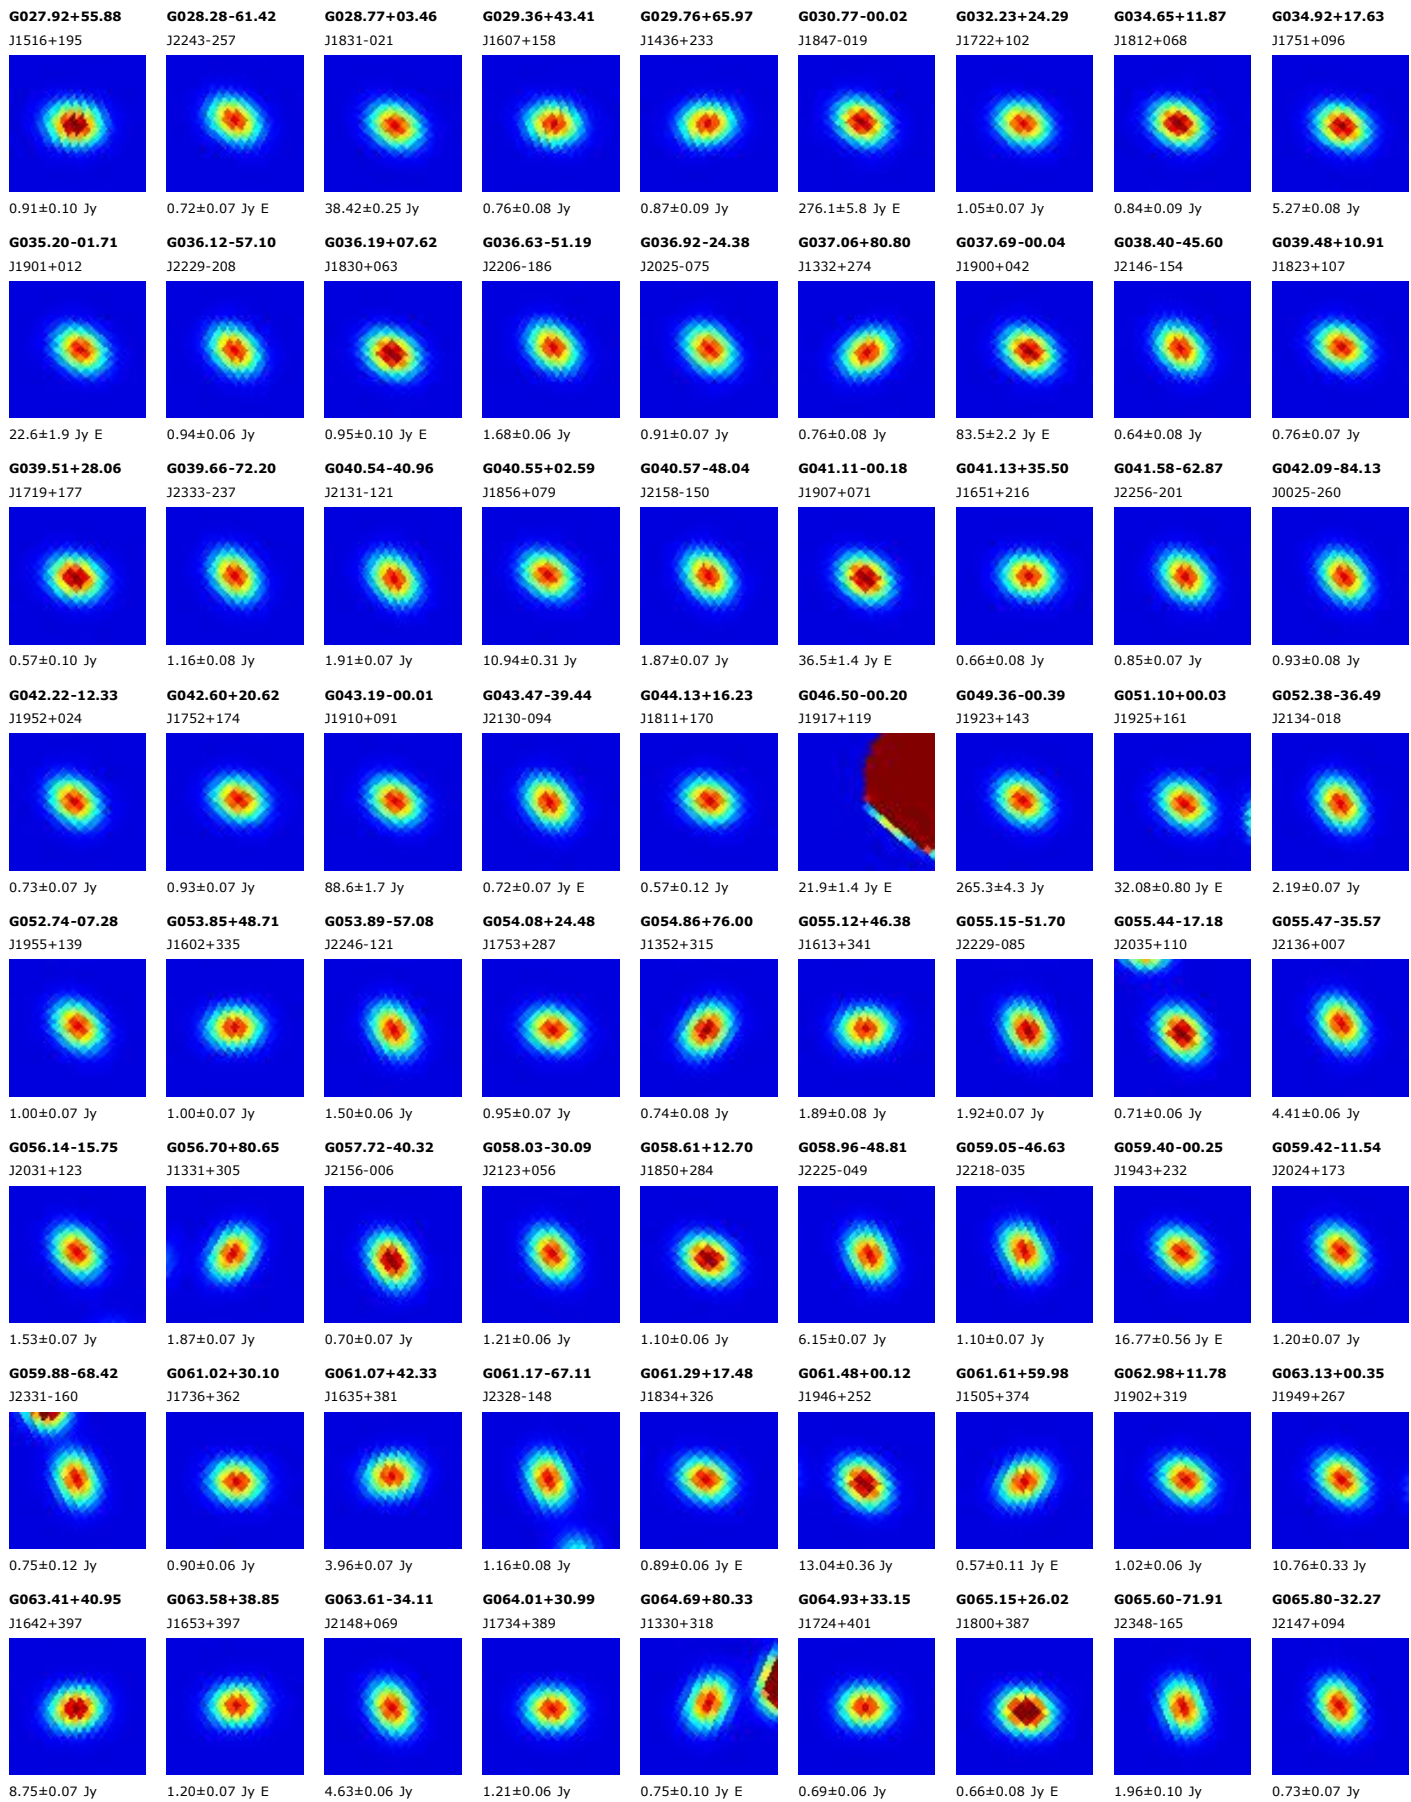 G027.92+55.88 G028.28-61.42 G028.77+03.46 G029.36+43.41 G029.76+65.97 G030.77-00.02 G032.23+24.29 G034.65+11.87 G034.92+17.63
J1516+195 J2243-257 J1831-021 J1607+158 J1436+233 J1847-019 J1722+102 J1812+068 J1751+096
0.91±0.10 Jy 0.72±0.07 Jy E 38.42±0.25 Jy 0.76±0.08 Jy 0.87±0.09 Jy 276.1±5.8 Jy E 1.05±0.07 Jy 0.84±0.09 Jy 5.27±0.08 Jy
G035.20-01.71 G036.12-57.10 G036.19+07.62 G036.63-51.19 G036.92-24.38 G037.06+80.80 G037.69-00.04 G038.40-45.60 G039.48+10.91
J1901+012 J2229-208 J1830+063 J2206-186 J2025-075 J1332+274 J1900+042 J2146-154 J1823+107
22.6±1.9 Jy E 0.94±0.06 Jy 0.95±0.10 Jy E 1.68±0.06 Jy 0.91±0.07 Jy 0.76±0.08 Jy 83.5±2.2 Jy E 0.64±0.08 Jy 0.76±0.07 Jy
G039.51+28.06 G039.66-72.20 G040.54-40.96 G040.55+02.59 G040.57-48.04 G041.11-00.18 G041.13+35.50 G041.58-62.87 G042.09-84.13
J1719+177 J2333-237 J2131-121 J1856+079 J2158-150 J1907+071 J1651+216 J2256-201 J0025-260
0.57±0.10 Jy 1.16±0.08 Jy 1.91±0.07 Jy 10.94±0.31 Jy 1.87±0.07 Jy 36.5±1.4 Jy E 0.66±0.08 Jy 0.85±0.07 Jy 0.93±0.08 Jy
G042.22-12.33 G042.60+20.62 G043.19-00.01 G043.47-39.44 G044.13+16.23 G046.50-00.20 G049.36-00.39 G051.10+00.03 G052.38-36.49
J1952+024 J1752+174 J1910+091 J2130-094 J1811+170 J1917+119 J1923+143 J1925+161 J2134-018
0.73±0.07 Jy 0.93±0.07 Jy 88.6±1.7 Jy 0.72±0.07 Jy E 0.57±0.12 Jy 21.9±1.4 Jy E 265.3±4.3 Jy 32.08±0.80 Jy E 2.19±0.07 Jy
G052.74-07.28 G053.85+48.71 G053.89-57.08 G054.08+24.48 G054.86+76.00 G055.12+46.38 G055.15-51.70 G055.44-17.18 G055.47-35.57
J1955+139 J1602+335 J2246-121 J1753+287 J1352+315 J1613+341 J2229-085 J2035+110 J2136+007
1.00±0.07 Jy 1.00±0.07 Jy 1.50±0.06 Jy 0.95±0.07 Jy 0.74±0.08 Jy 1.89±0.08 Jy 1.92±0.07 Jy 0.71±0.06 Jy 4.41±0.06 Jy
G056.14-15.75 G056.70+80.65 G057.72-40.32 G058.03-30.09 G058.61+12.70 G058.96-48.81 G059.05-46.63 G059.40-00.25 G059.42-11.54
J2031+123 J1331+305 J2156-006 J2123+056 J1850+284 J2225-049 J2218-035 J1943+232 J2024+173
1.53±0.07 Jy 1.87±0.07 Jy 0.70±0.07 Jy 1.21±0.06 Jy 1.10±0.06 Jy 6.15±0.07 Jy 1.10±0.07 Jy 16.77±0.56 Jy E 1.20±0.07 Jy
G059.88-68.42 G061.02+30.10 G061.07+42.33 G061.17-67.11 G061.29+17.48 G061.48+00.12 G061.61+59.98 G062.98+11.78 G063.13+00.35
J2331-160 J1736+362 J1635+381 J2328-148 J1834+326 J1946+252 J1505+374 J1902+319 J1949+267
0.75±0.12 Jy 0.90±0.06 Jy 3.96±0.07 Jy 1.16±0.08 Jy 0.89±0.06 Jy E 13.04±0.36 Jy 0.57±0.11 Jy E 1.02±0.06 Jy 10.76±0.33 Jy
G063.41+40.95 G063.58+38.85 G063.61-34.11 G064.01+30.99 G064.69+80.33 G064.93+33.15 G065.15+26.02 G065.60-71.91 G065.80-32.27
J1642+397 J1653+397 J2148+069 J1734+389 J1330+318 J1724+401 J1800+387 J2348-165 J2147+094
8.75±0.07 Jy 1.20±0.07 Jy E 4.63±0.06 Jy 1.21±0.06 Jy 0.75±0.10 Jy E 0.69±0.06 Jy 0.66±0.08 Jy E 1.96±0.10 Jy 0.73±0.07 Jy